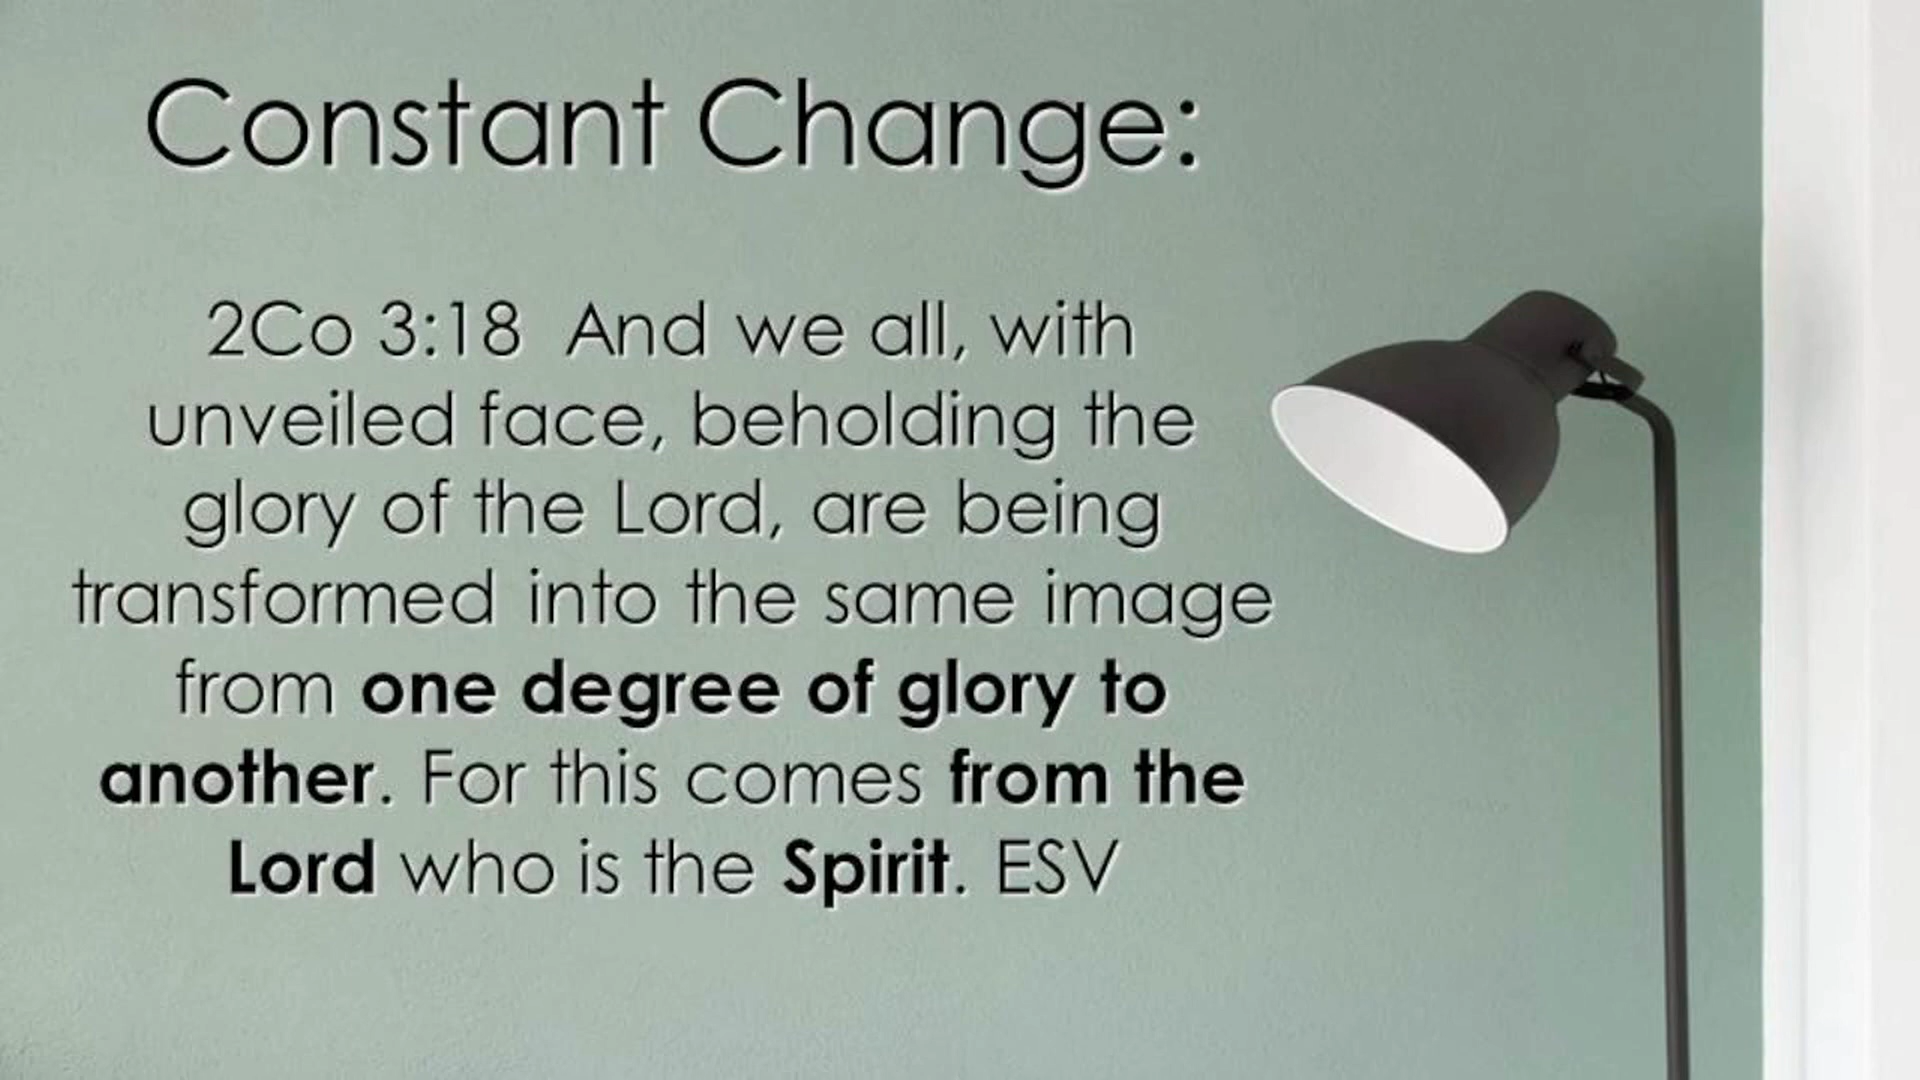 Constant Change:
2Co 3:18 And we all, with
unveiled face, beholding the
glory of the Lord, are being
transformed into the same image
from one degree of glory to
another. For this comes from the
Lord who is the Spirit. ESV